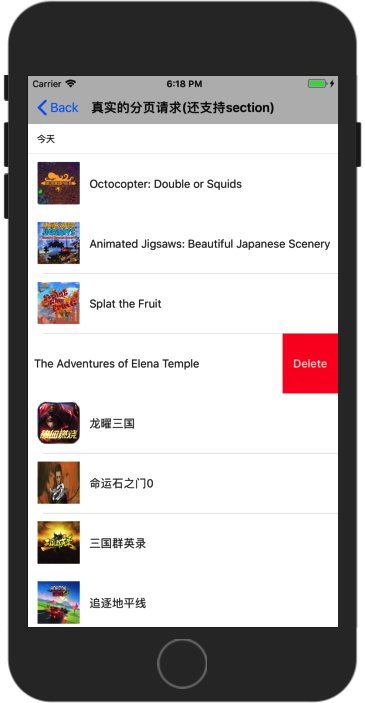 Carrier 6:18 PM
Back 真实的分页请求(还支持section)
今天
Octocopter: Double or Squids
Animated Jigsaws: Beautiful Japanese Scenery
Splat the Fruit
The Adventures of Elena Temple Delete
龙曜三国
命运石之门0
三国群英录
追逐地平线